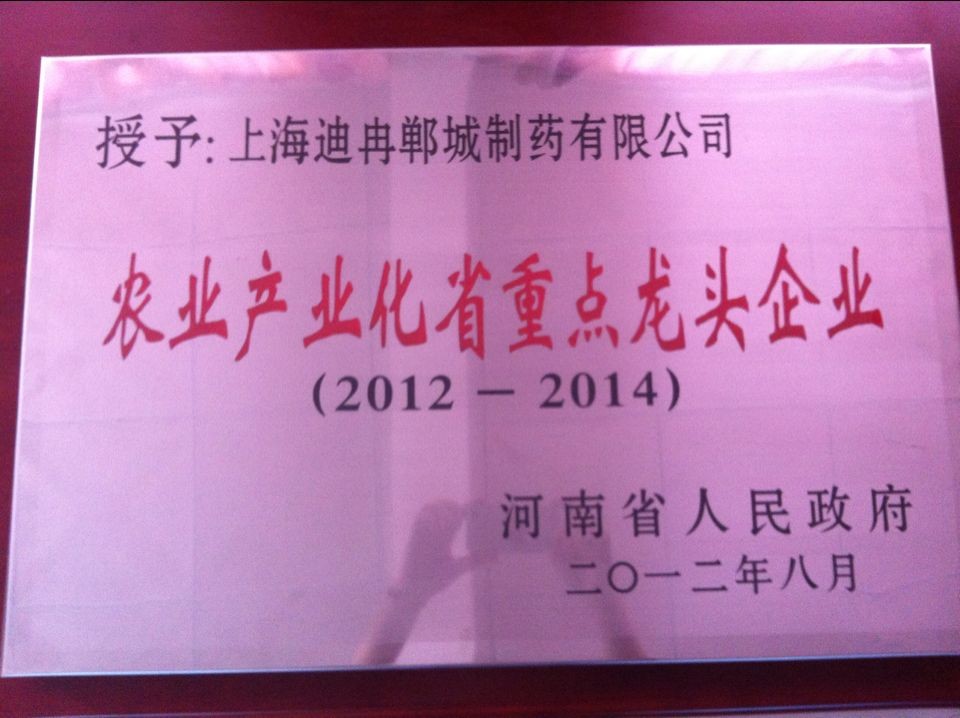 授予:上海迪冉郸城制药有限公司
农业产业化省重点龙头企业
(2012－2014)
河南省人民政府
二〇一二年八月